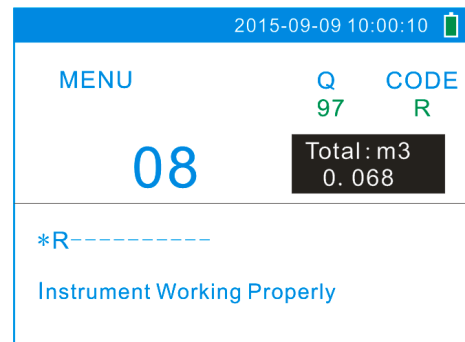 2015-09-09 10:00:10
MENU Q CODE
97 R
08 Total: m3
0. 068
*R----------
Instrument Working Properly